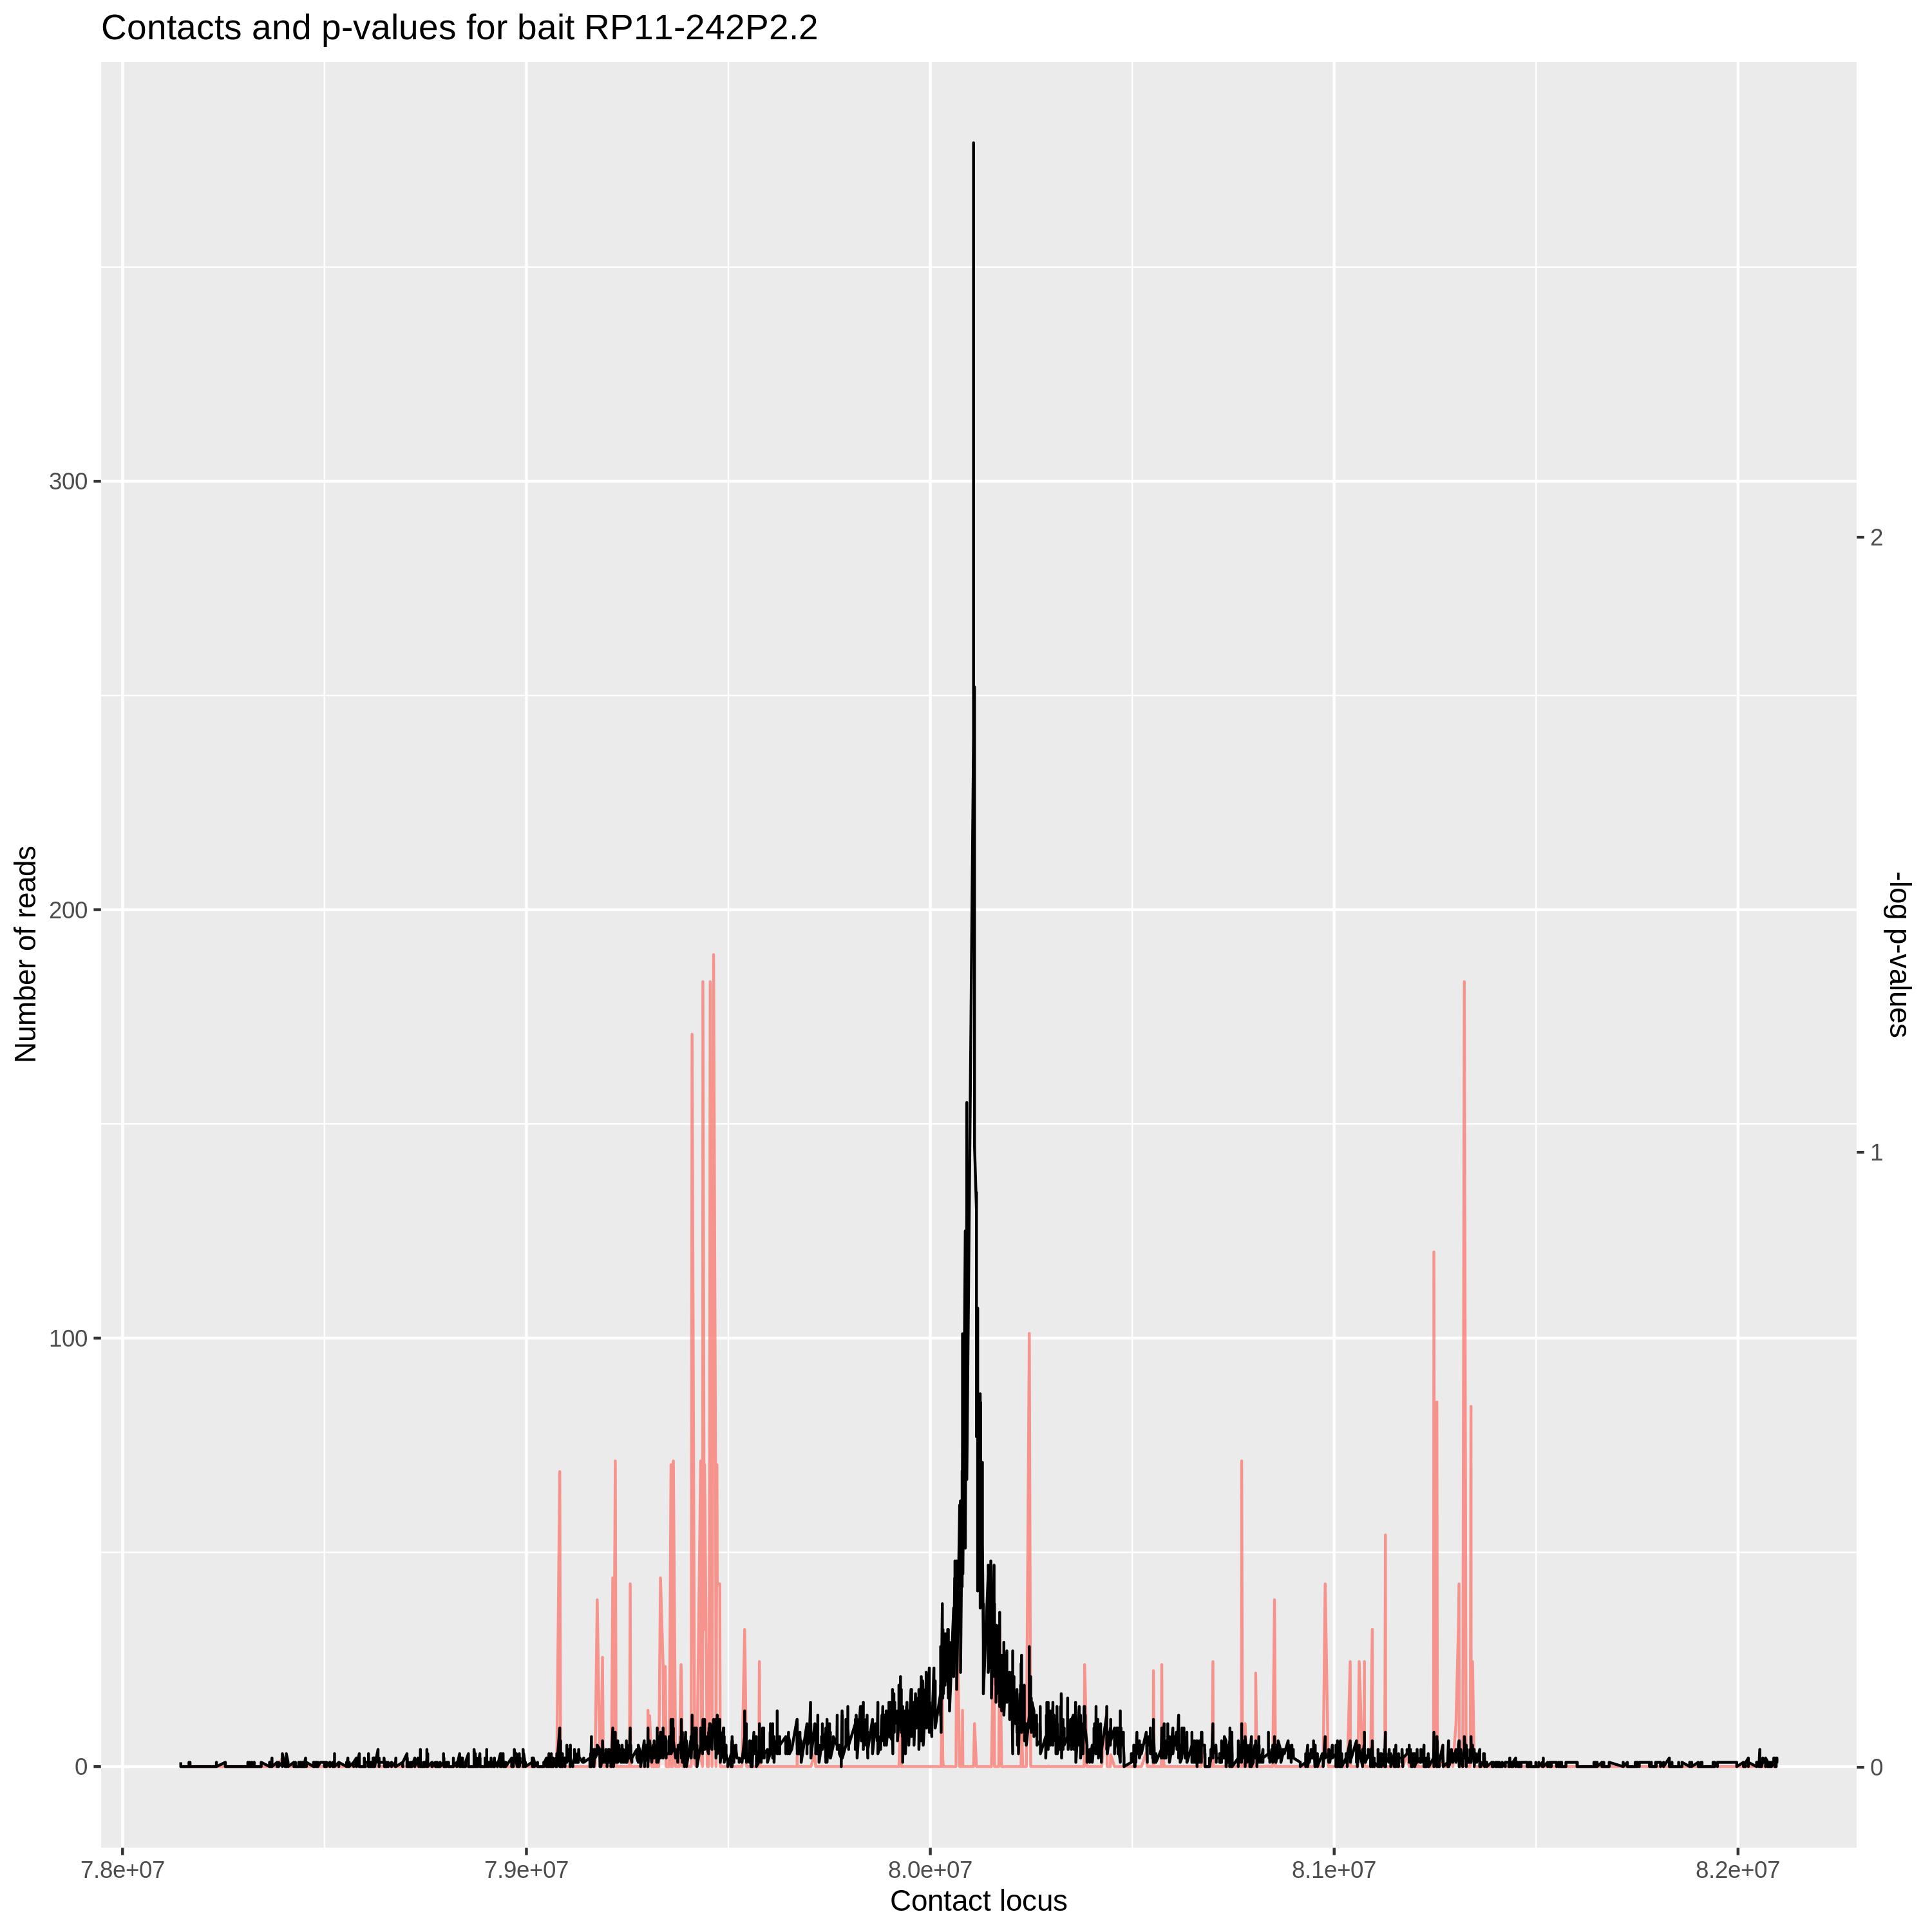 Contacts and p-values for bait RP11-242P2.2
Number of reads
300
200
100
0
2
1
0
-log p-values
7.8e+07 7.9e+07 8.0e+07 8.1e+07 8.2e+07
Contact locus